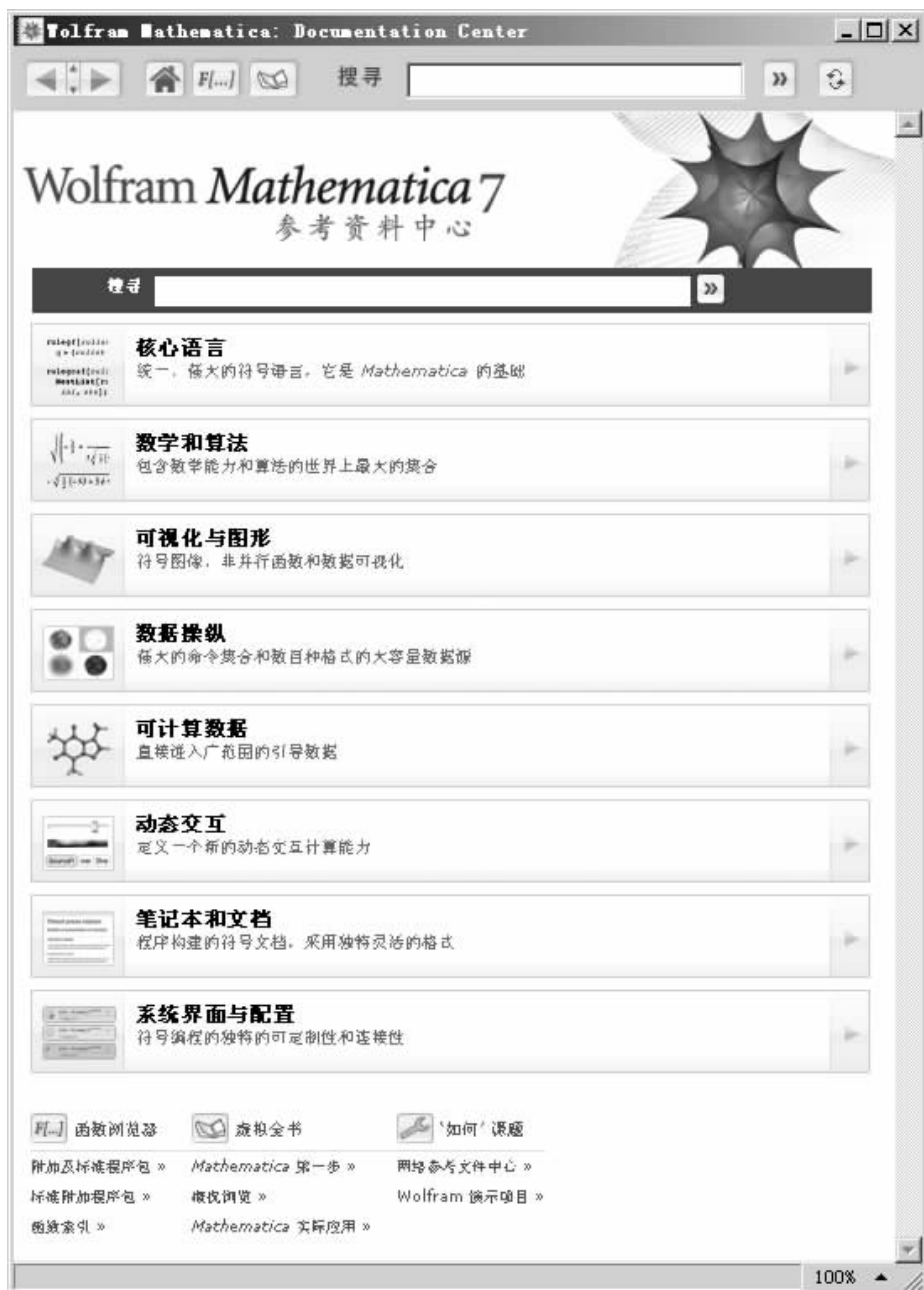 Wolfram Mathematica: Documentation Center
F[...] 搜寻 »
Wolfram Mathematica 7
参考资料中心
搜寻 »
核心语言
统一，强大的符号语言，它是 Mathematica 的基础
数学和算法
包含数学能力和算法的世界上最大的集合
可视化与图形
符号图像，非并行函数和数据可视化
数据操纵
强大的命令集合和数目种格式的大容量数据源
可计算数据
直接进入广范围的引导数据
动态交互
定义一个新的动态交互计算能力
笔记本和文档
程序构建的符号文档，采用独特灵活的格式
系统界面与配置
符号编程的独特的可定制性和连接性
F[...] 函数浏览器 虚拟全书 '如何' 课题
附加及标准程序包 » Mathematica 第一步 » 网络参考文件中心 »
标准附加程序包 » 概况浏览 » Wolfram 演示项目 »
函数索引 » Mathematica 实际应用 »
100%